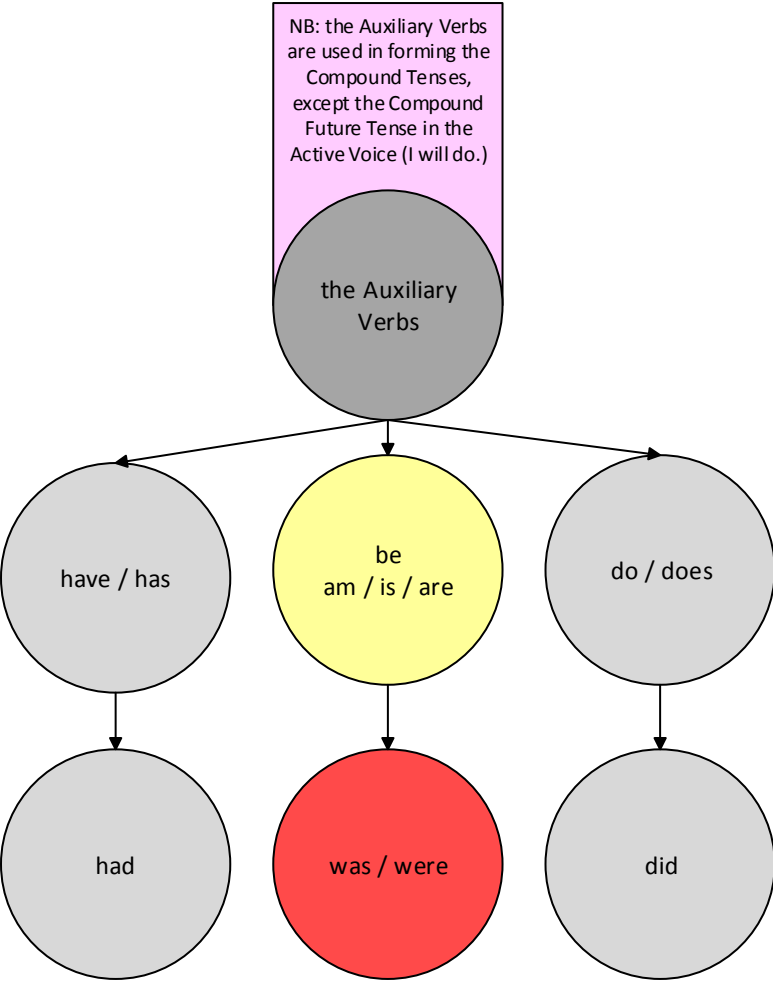 NB: the Auxiliary Verbs
are used in forming the
Compound Tenses,
except the Compound
Future Tense in the
Active Voice (I will do.)
the Auxiliary
Verbs
have / has
be
am / is / are
do / does
had
was / were
did